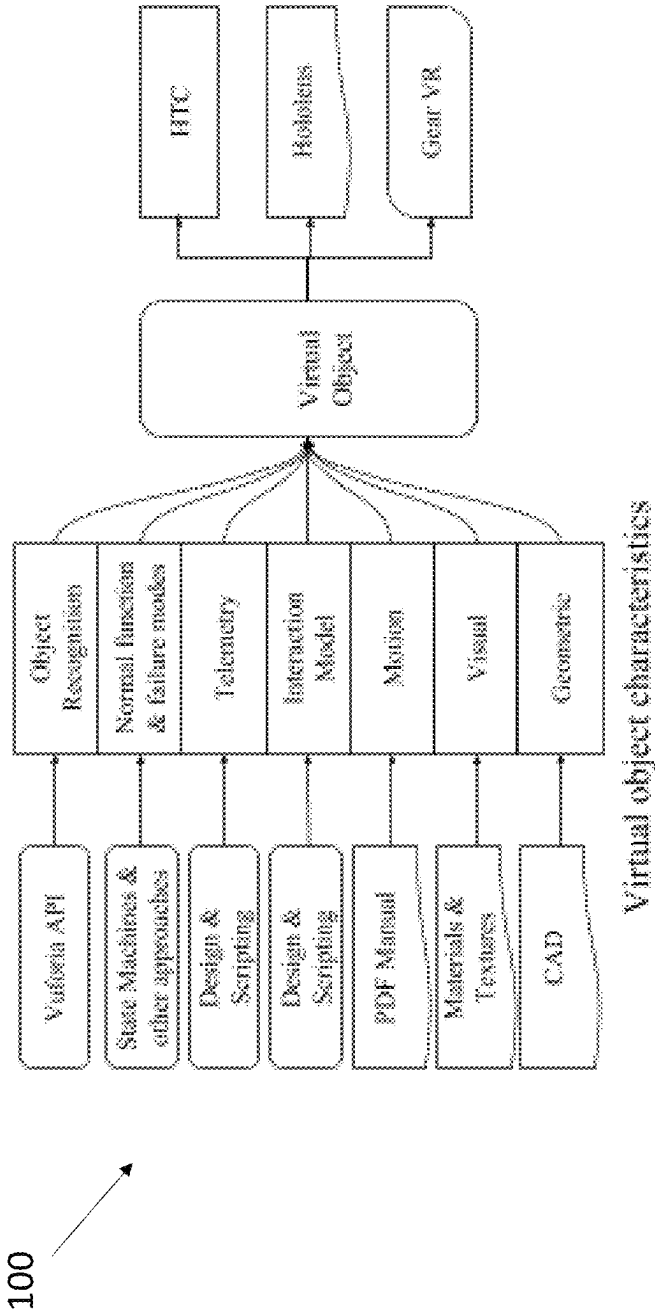 100
Vuforia API
State Machines &
other approaches
Design &
Scripting
Design &
Scripting
PDF Manual
Materials &
Textures
CAD
Object
Recognition
Normal function
& failure modes
Telemetry
Interaction
Model
Motion
Visual
Geometric
Virtual object characteristics
Virtual
Object
HTC
Hololens
Gear VR